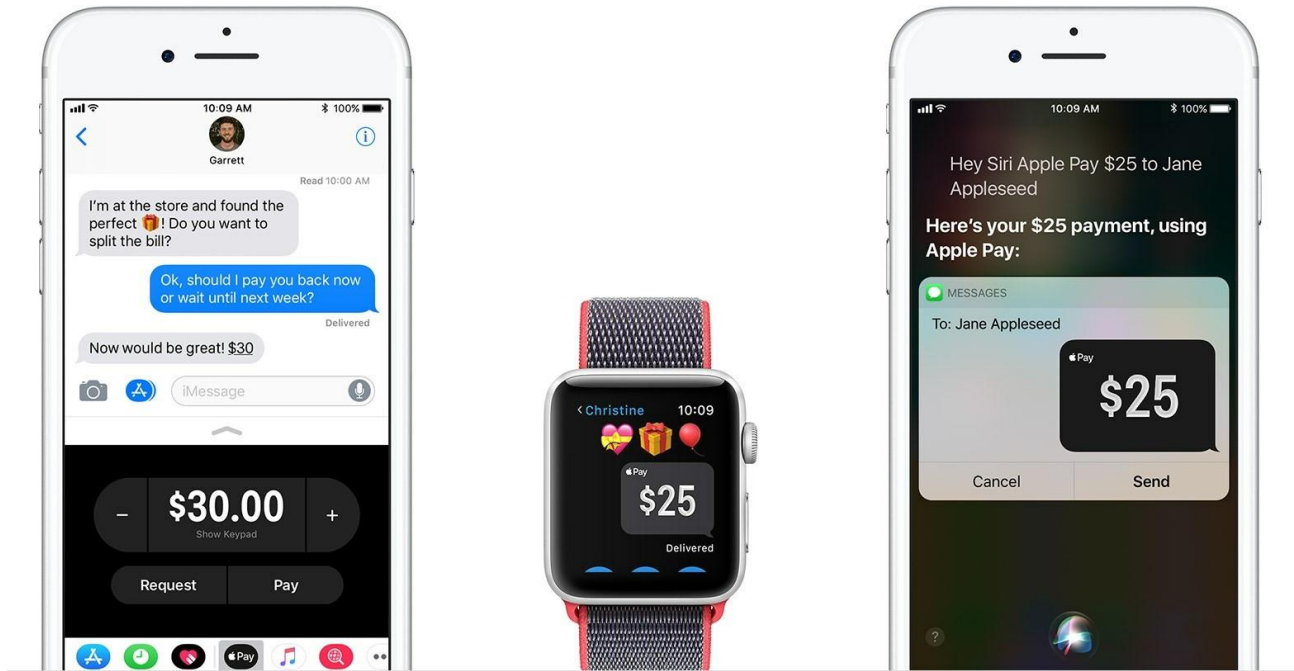 10:09 AM
100%
Garrett
Read 10:00 AM
I'm at the store and found the
perfect 🎁! Do you want to
split the bill?
Ok, should I pay you back now
or wait until next week?
Delivered
Now would be great! $30
iMessage
$30.00
Show Keypad
Request
Pay
Pay
Christine
10:09
Pay
$25
Delivered
10:09 AM
100%
Hey Siri Apple Pay $25 to Jane
Appleseed
Here's your $25 payment, using
Apple Pay:
MESSAGES
To: Jane Appleseed
Pay
$25
Cancel
Send
?